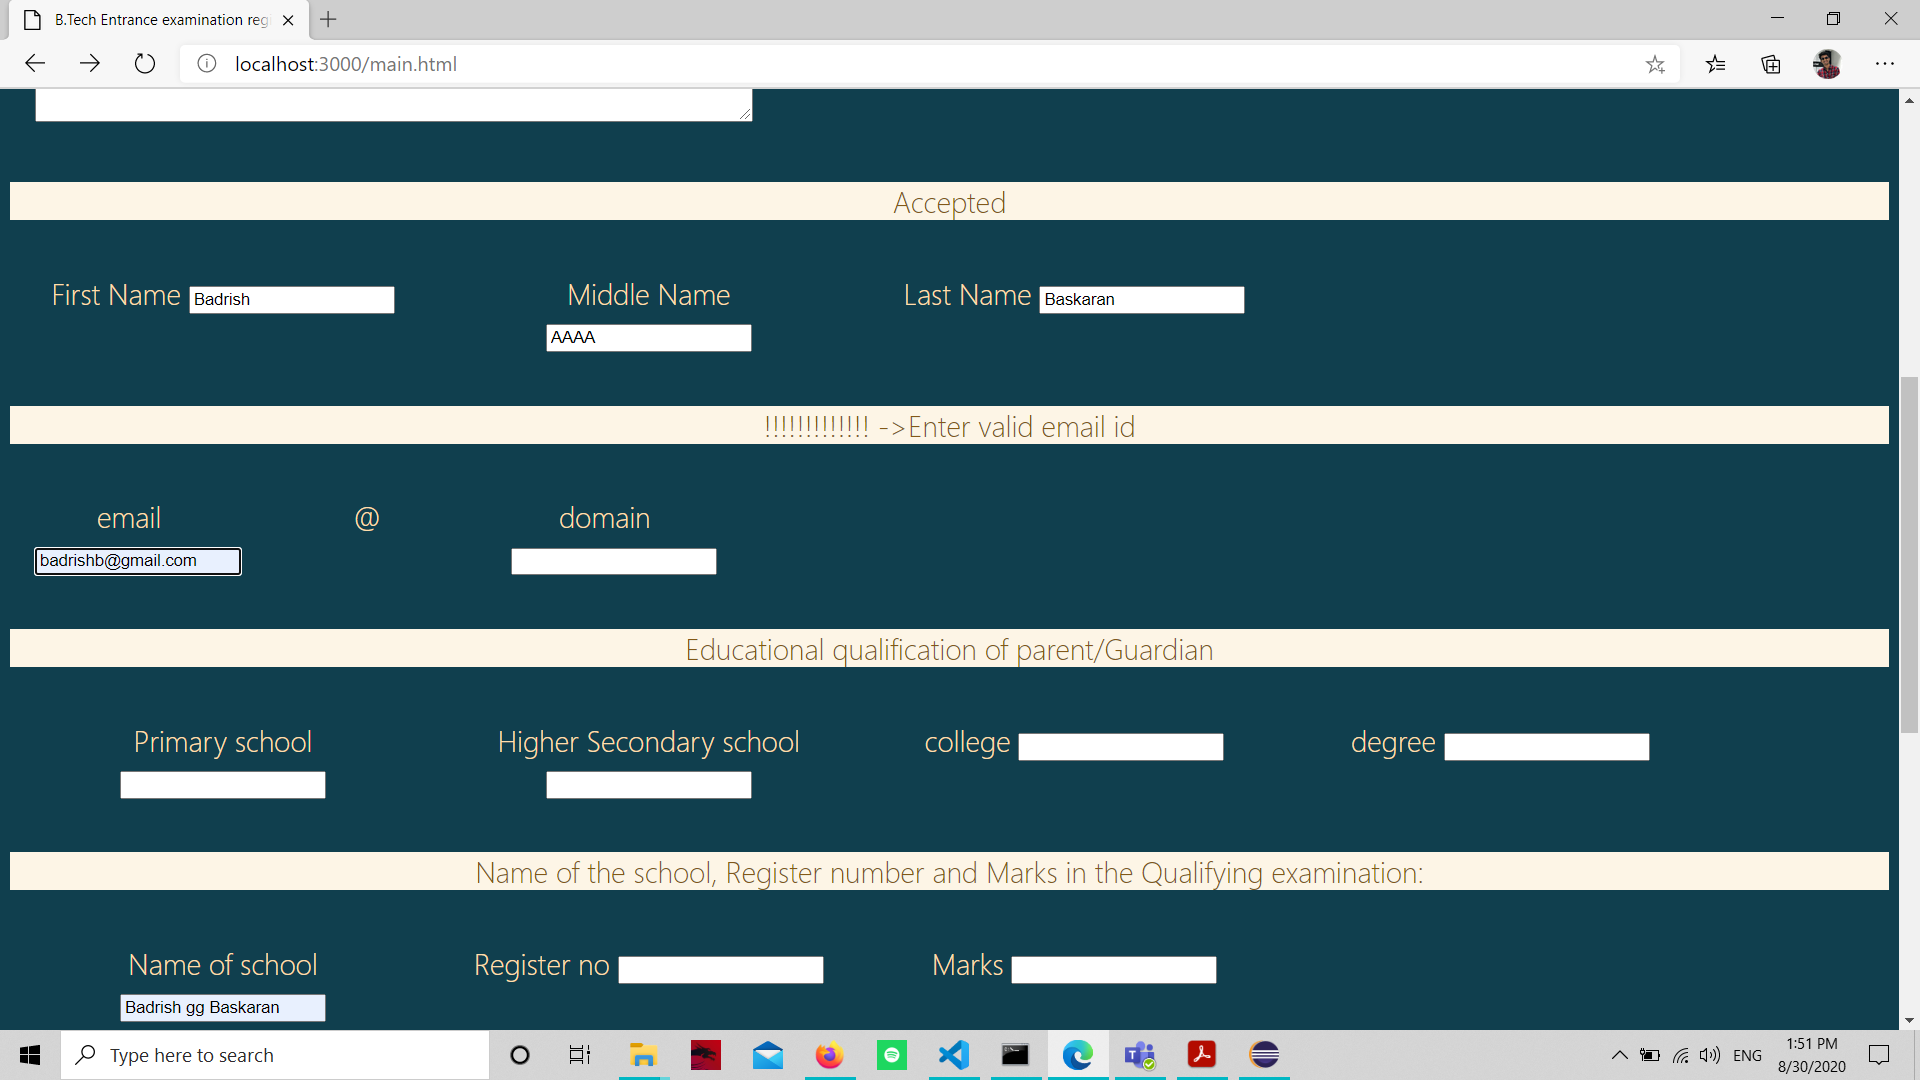 B.Tech Entrance examination reg
localhost:3000/main.html
Accepted
First Name Badrish
Middle Name
AAAA
Last Name Baskaran
!!!!!!!!!!!!! ->Enter valid email id
email @ domain
badrishb@gmail.com
Educational qualification of parent/Guardian
Primary school Higher Secondary school college degree
Name of the school, Register number and Marks in the Qualifying examination:
Name of school Register no Marks
Badrish gg Baskaran
Type here to search
ENG
1:51 PM
8/30/2020